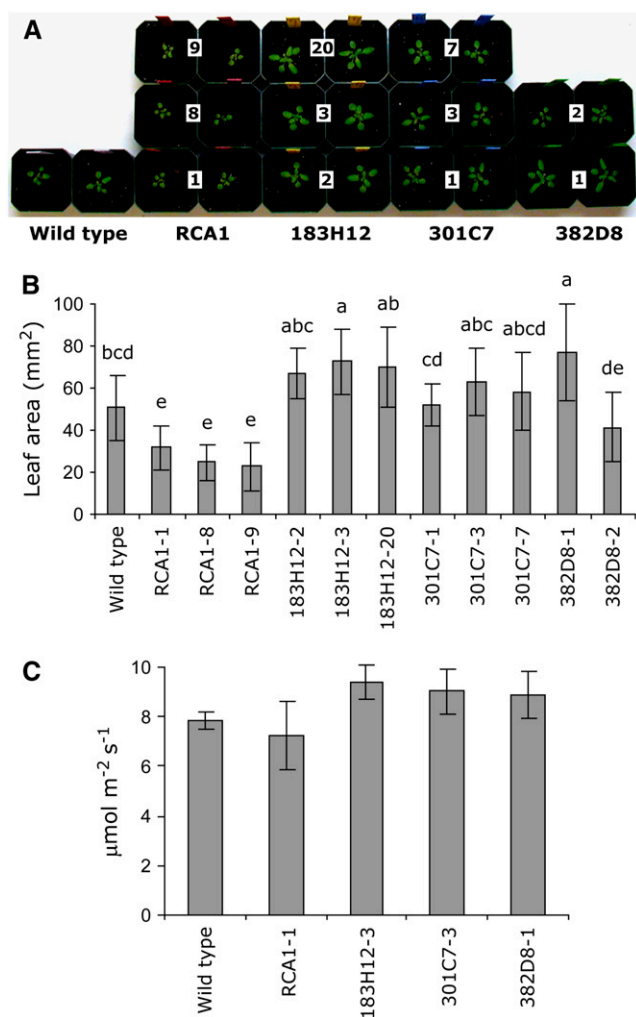 A
9 20 7
8 3 3 2
1 2 1 1
Wild type RCA1 183H12 301C7 382D8
B
Leaf area (mm²)
100
80
60
40
20
0
bcd e e e abc a ab cd abc abcd a de
Wild type RCA1-1 RCA1-8 RCA1-9 183H12-2 183H12-3 183H12-20 301C7-1 301C7-3 301C7-7 382D8-1 382D8-2
C
µmol m⁻² s⁻¹
10
8
6
4
2
0
Wild type RCA1-1 183H12-3 301C7-3 382D8-1